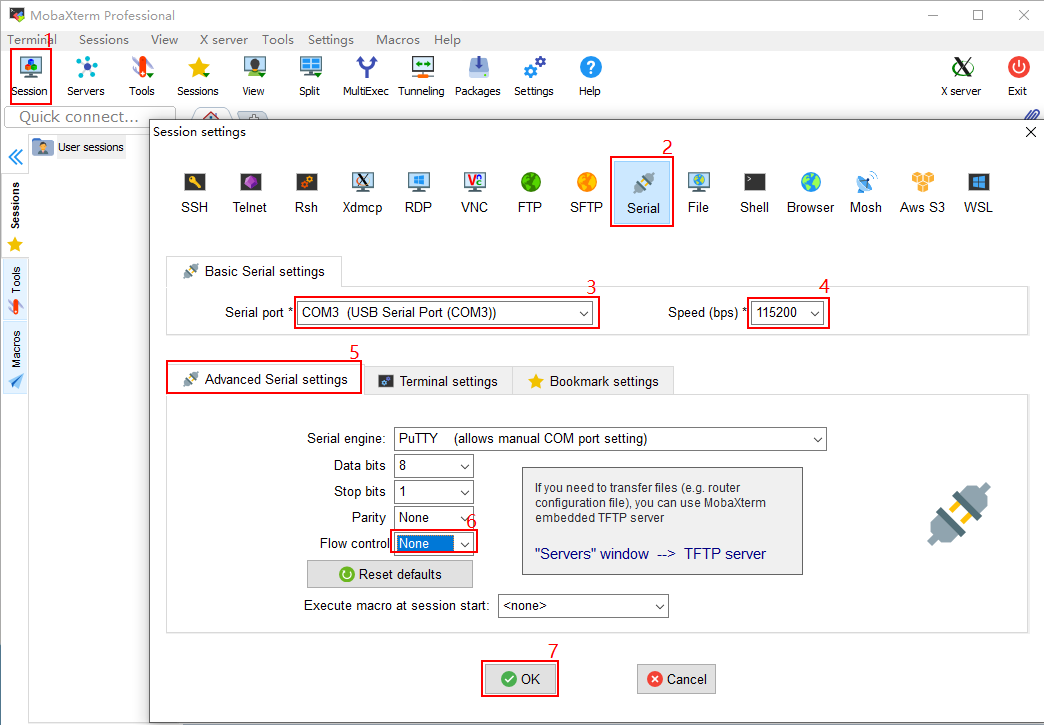 MobaXterm Professional
Terminal Sessions View X server Tools Settings Macros Help
1
Session Servers Tools Sessions View Split MultiExec Tunneling Packages Settings Help X server Exit
Quick connect...
User sessions
Sessions
Tools
Macros
Session settings
2
SSH Telnet Rsh Xdmcp RDP VNC FTP SFTP Serial File Shell Browser Mosh Aws S3 WSL
Basic Serial settings
3
4
Serial port * COM3 (USB Serial Port (COM3)) Speed (bps) * 115200
5
Advanced Serial settings Terminal settings Bookmark settings
Serial engine: PuTTY (allows manual COM port setting)
Data bits 8
Stop bits 1
Parity None
6
Flow control None
Reset defaults
Execute macro at session start: <none>
If you need to transfer files (e.g. router
configuration file), you can use MobaXterm
embedded TFTP server
"Servers" window --> TFTP server
7
OK Cancel